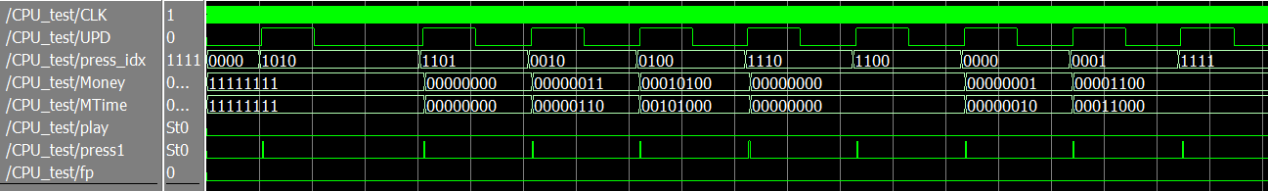 /CPU_test/CLK 1
/CPU_test/UPD 0
/CPU_test/press_idx 1111 0000 1010 1101 0010 0100 1110 1100 0000 0001 1111
/CPU_test/Money 0... 11111111 00000000 00000011 00010100 00000000 00000001 00001100
/CPU_test/MTime 0... 11111111 00000000 00000110 00101000 00000000 00000010 00011000
/CPU_test/play St0
/CPU_test/press1 St0
/CPU_test/fp 0